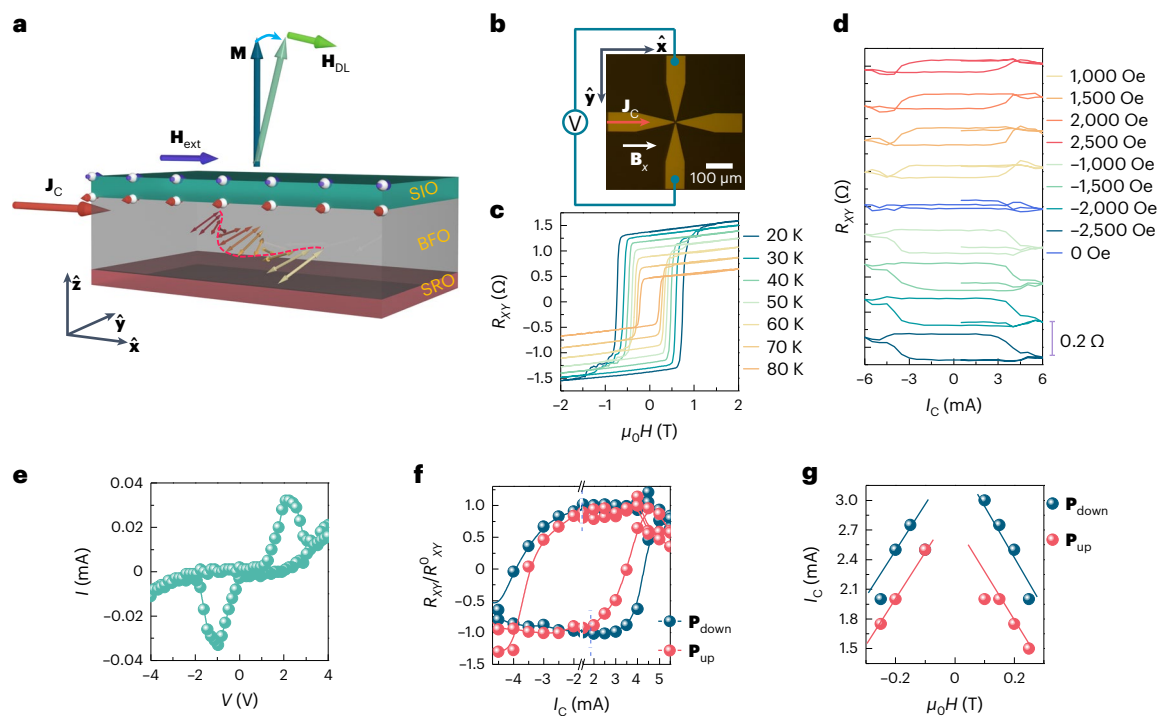 a
M
H_DL
H_ext
J_C
SIO
BFO
SRO
ẑ
ŷ
x̂
b
x̂
ŷ
J_C
V
B_x
100 μm
c
R_XY (Ω)
1.5
1.0
0.5
0
–0.5
–1.0
–1.5
–2
–1
0
1
2
μ₀H (T)
20 K
30 K
40 K
50 K
60 K
70 K
80 K
d
R_XY (Ω)
–6
–3
0
3
6
I_C (mA)
1,000 Oe
1,500 Oe
2,000 Oe
2,500 Oe
–1,000 Oe
–1,500 Oe
–2,000 Oe
–2,500 Oe
0 Oe
0.2 Ω
e
I (mA)
0.04
0.02
0
–0.02
–0.04
–4
–2
0
2
4
V (V)
f
R_XY/R⁰_XY
1.0
0.5
0
–0.5
–1.0
–1.5
–4
–3
–2
2
3
4
5
I_C (mA)
P_down
P_up
g
I_C (mA)
3.0
2.7
2.4
2.1
1.8
1.5
–0.2
0
0.2
μ₀H (T)
P_down
P_up